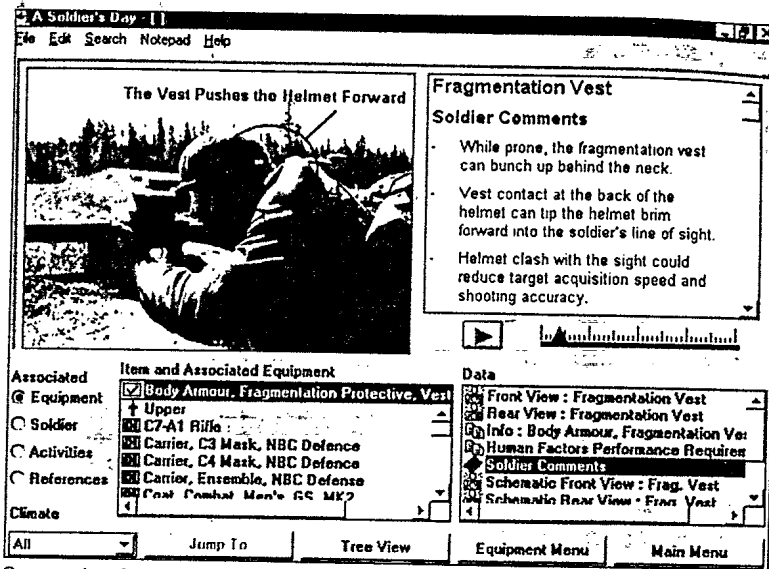 A Soldier's Day - [ ]
File Edit Search Notepad Help
The Vest Pushes the Helmet Forward
Fragmentation Vest
Soldier Comments
- While prone, the fragmentation vest
can bunch up behind the neck.
- Vest contact at the back of the
helmet can tip the helmet brim
forward into the soldier's line of sight.
- Helmet clash with the sight could
reduce target acquisition speed and
shooting accuracy.
Associated
Equipment
Soldier
Activities
References
Climate
All
Item and Associated Equipment
Body Armour, Fragmentation Protective, Vest
Upper
C7-A1 Rifle
Carrier, C3 Mask, NBC Defence
Carrier, C4 Mask, NBC Defence
Carrier, Ensemble, NBC Defense
Coat, Combat, Men's, GS, MK2
Data
Front View : Fragmentation Vest
Rear View : Fragmentation Vest
Info : Body Armour, Fragmentation Ves
Human Factors Performance Requirem
Soldier Comments
Schematic Front View : Frag. Vest
Schematic Rear View : Frag. Vest
Jump To
Tree View
Equipment Menu
Main Menu